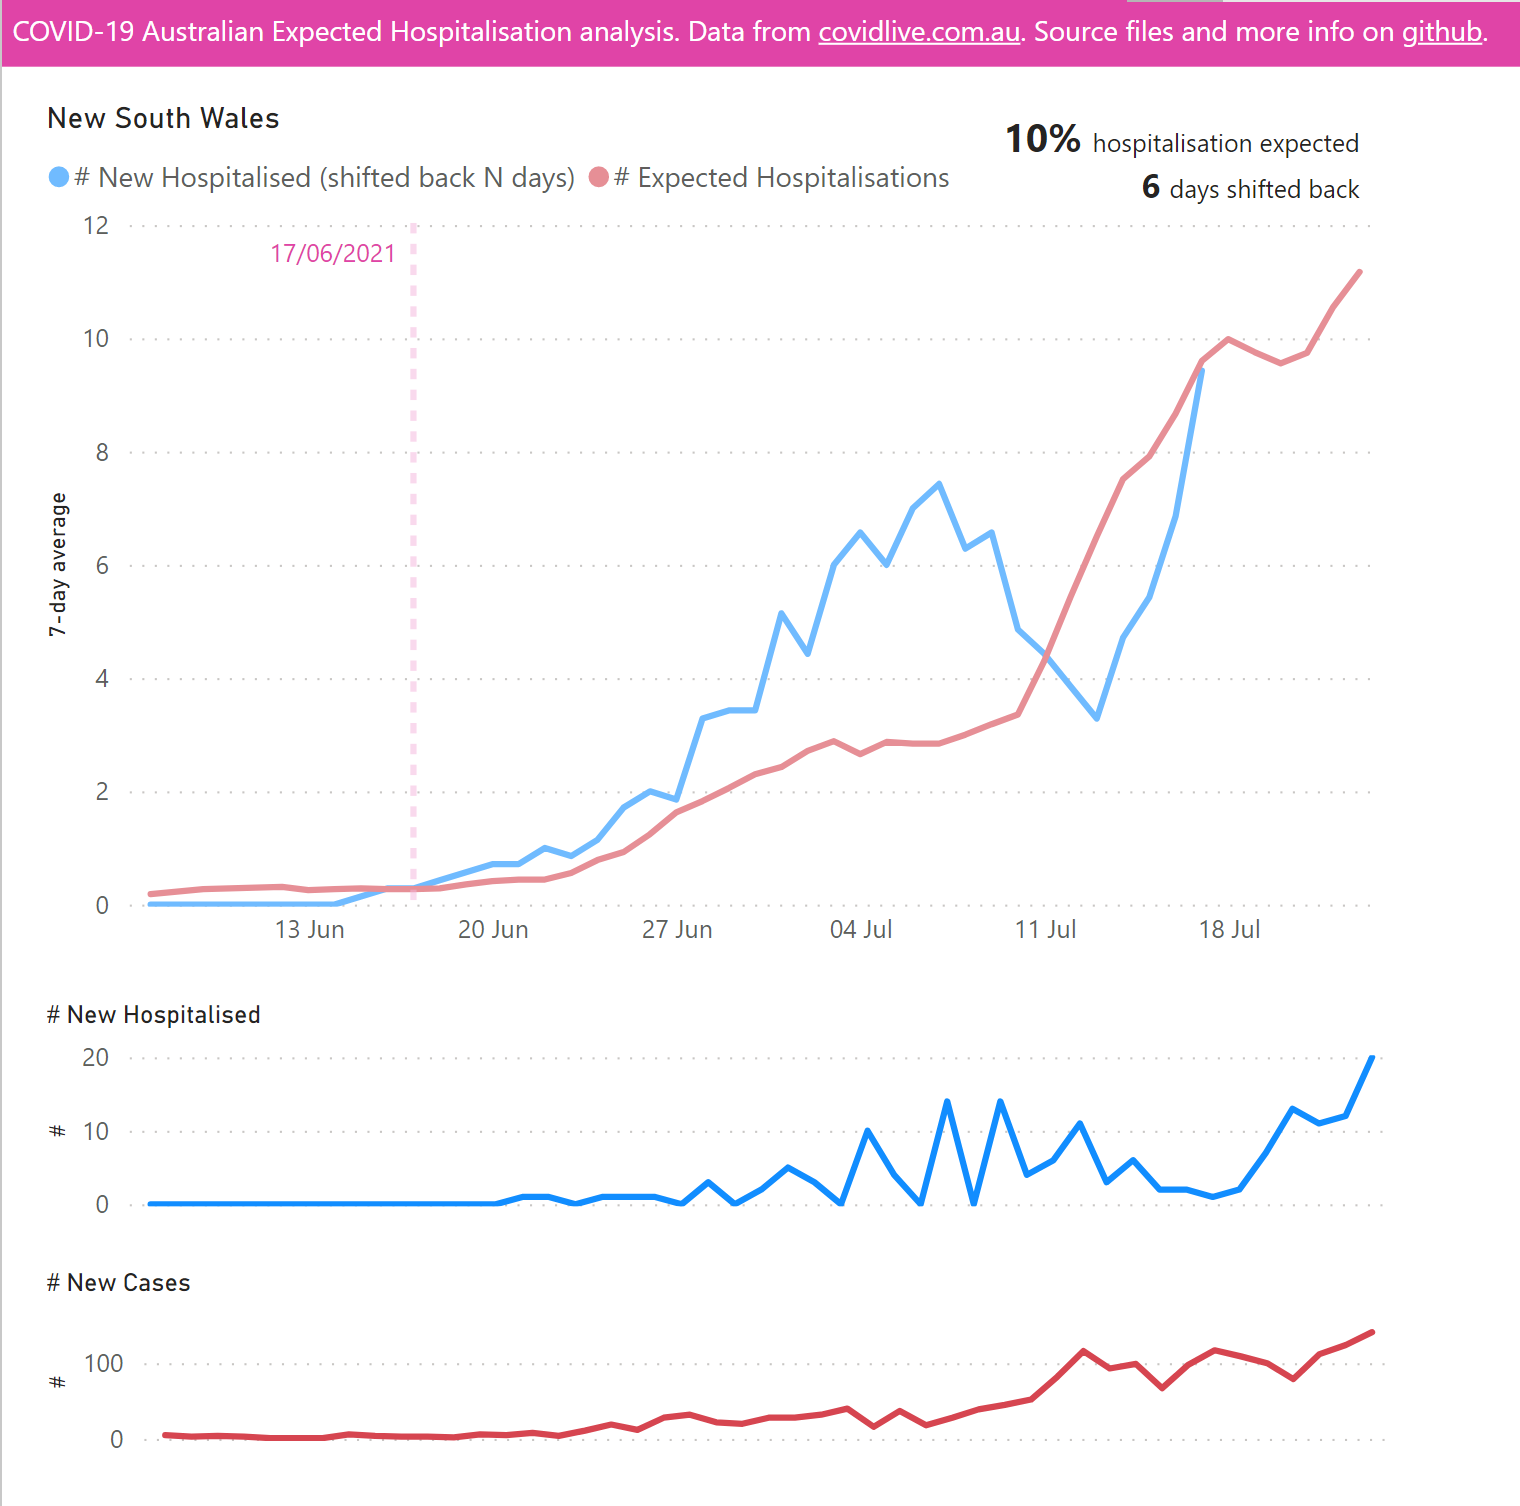 COVID-19 Australian Expected Hospitalisation analysis. Data from covidlive.com.au. Source files and more info on github.
New South Wales
10% hospitalisation expected
# New Hospitalised (shifted back N days) # Expected Hospitalisations
6 days shifted back
12
17/06/2021
10
8
7-day average
6
4
2
0
13 Jun 20 Jun 27 Jun 04 Jul 11 Jul 18 Jul
# New Hospitalised
20
# 10
0
# New Cases
100
#
0